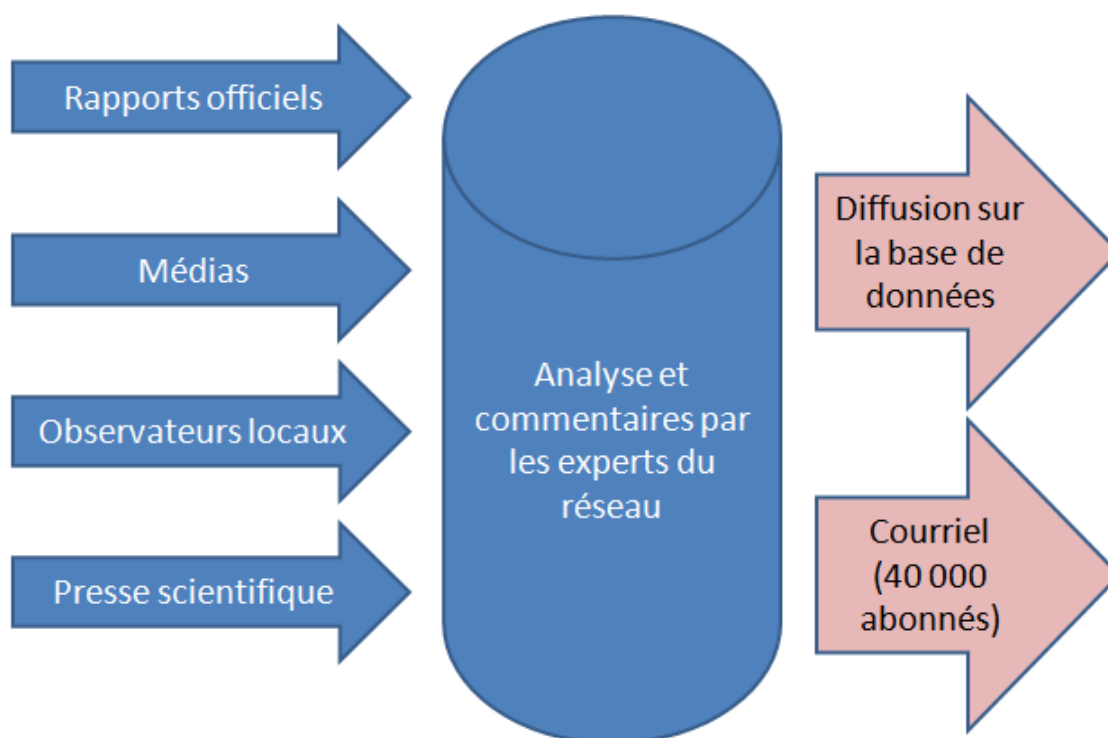 Rapports officiels
Médias
Observateurs locaux
Presse scientifique
Analyse et
commentaires par
les experts du
réseau
Diffusion sur
la base de
données
Courriel
(40 000
abonnés)